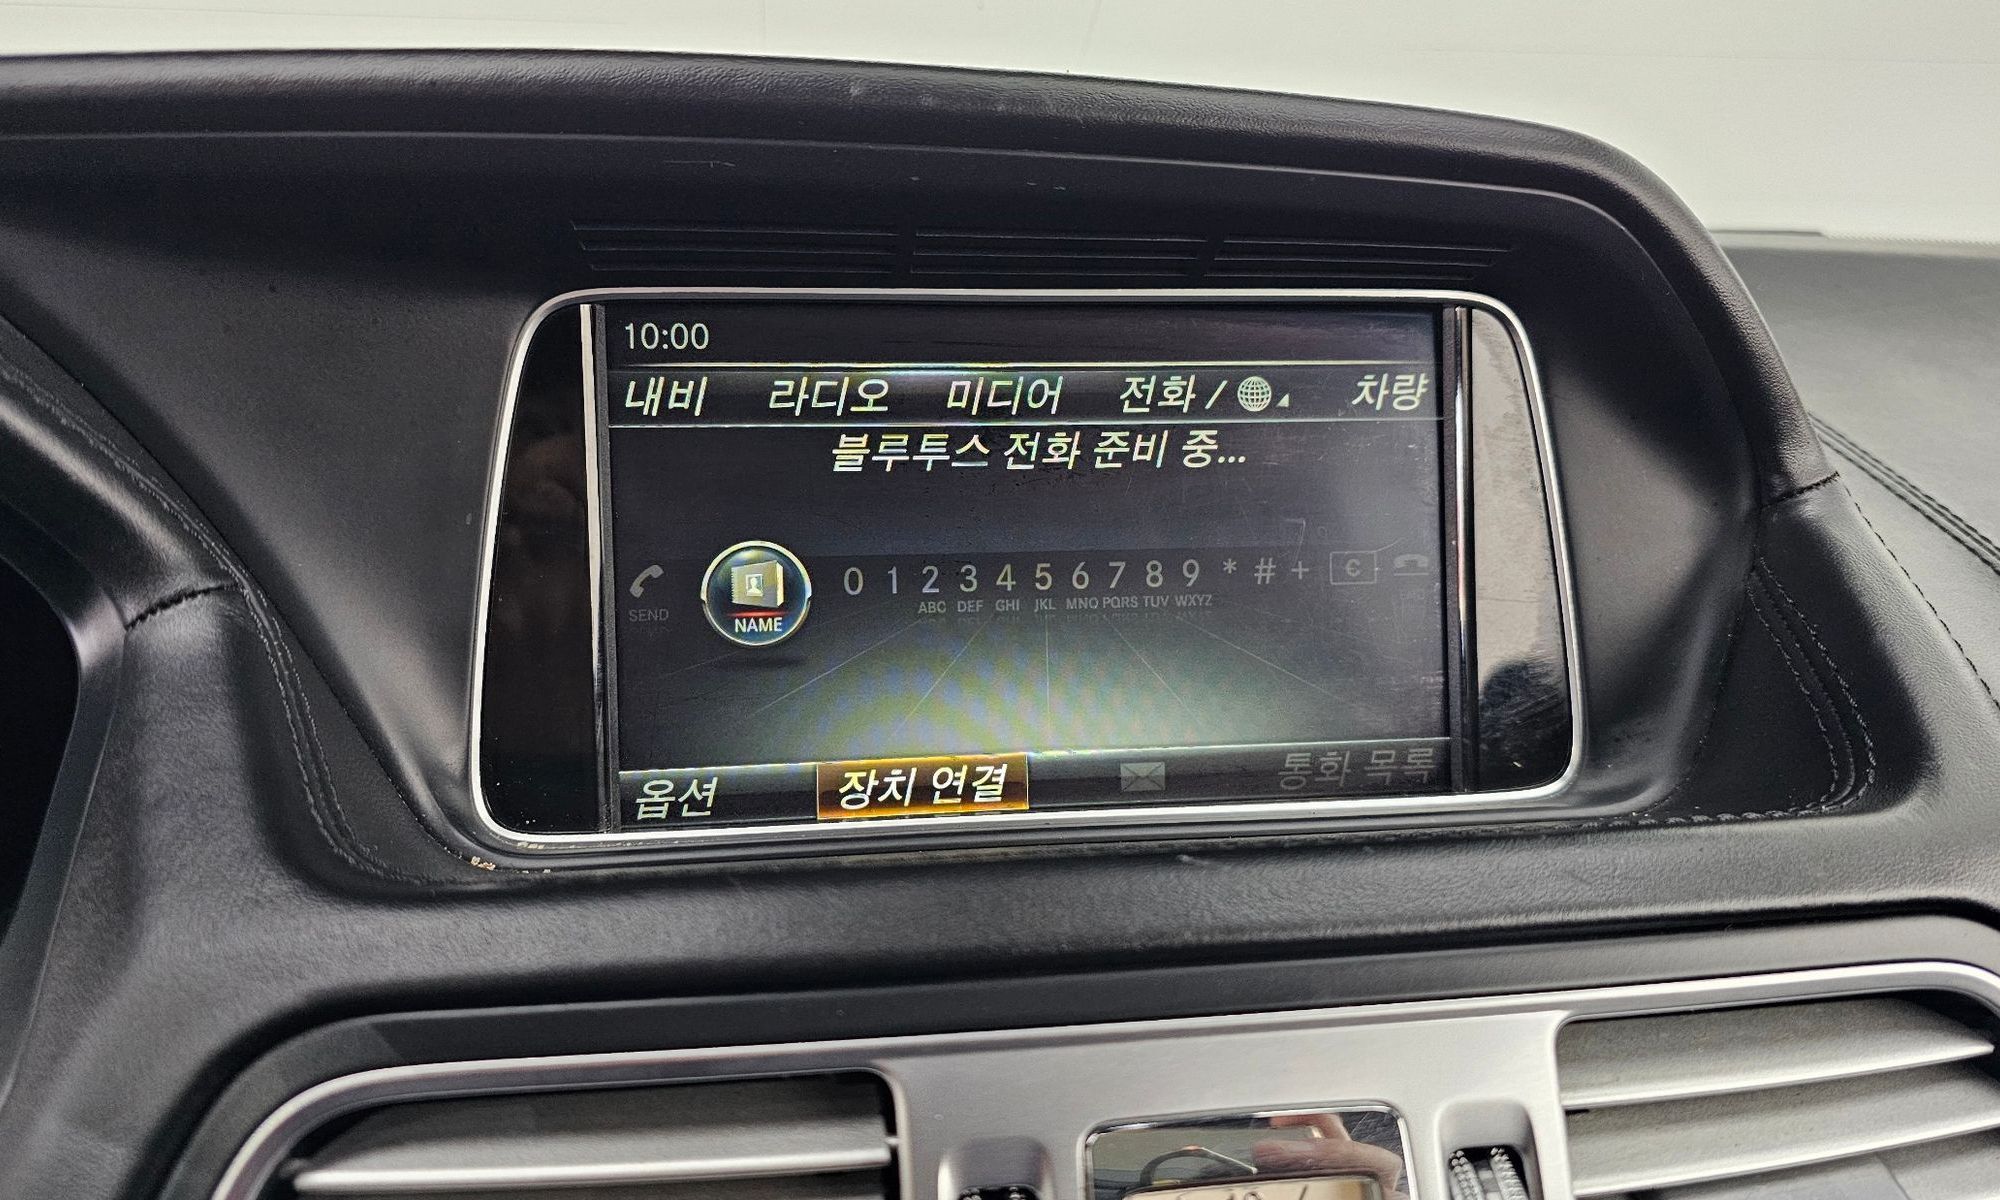 10:00
내비 라디오 미디어 전화 / 차량
블루투스 전화 준비 중...
SEND NAME 0 1 2 3 4 5 6 7 8 9 * # + €
ABC DEF GHI JKL MNO PQRS TUV WXYZ
옵션 장치 연결 통화 목록